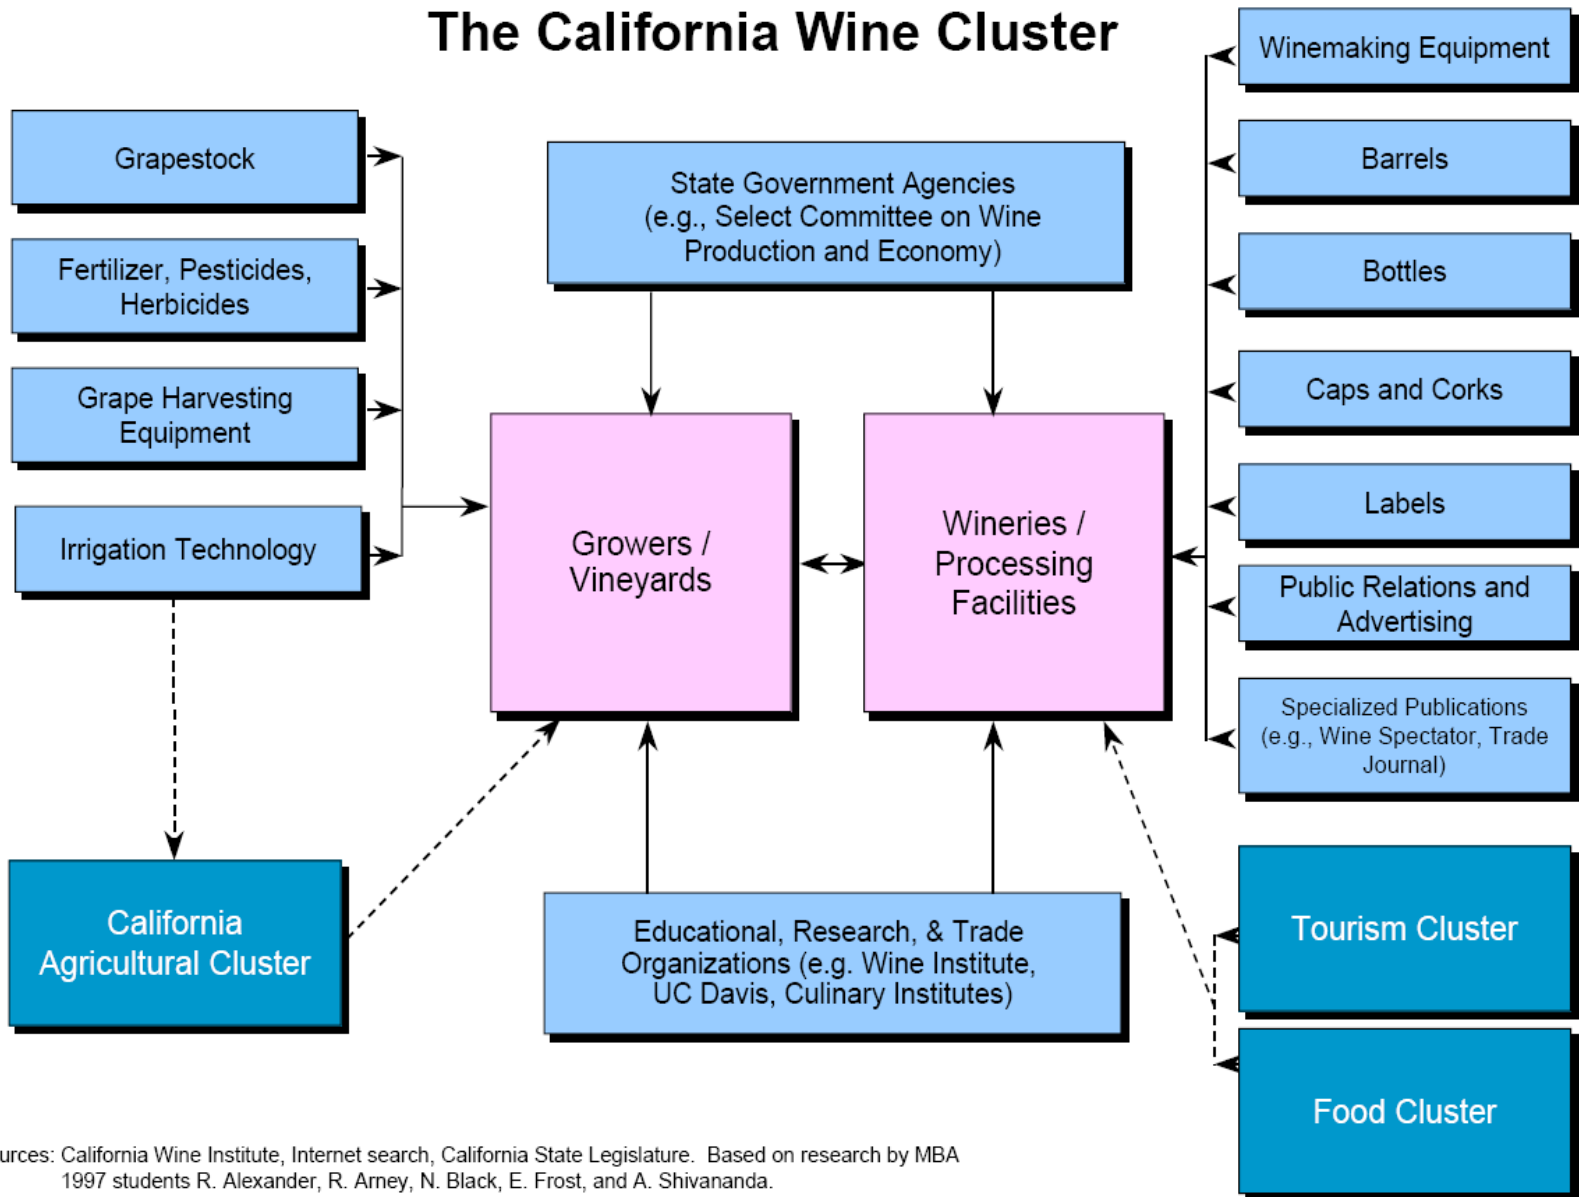 The California Wine Cluster
Grapestock
Fertilizer, Pesticides,
Herbicides
Grape Harvesting
Equipment
Irrigation Technology
State Government Agencies
(e.g., Select Committee on Wine
Production and Economy)
Growers /
Vineyards
Wineries /
Processing
Facilities
Winemaking Equipment
Barrels
Bottles
Caps and Corks
Labels
Public Relations and
Advertising
Specialized Publications
(e.g., Wine Spectator, Trade
Journal)
California
Agricultural Cluster
Educational, Research, & Trade
Organizations (e.g. Wine Institute,
UC Davis, Culinary Institutes)
Tourism Cluster
Food Cluster
urces: California Wine Institute, Internet search, California State Legislature. Based on research by MBA
1997 students R. Alexander, R. Arney, N. Black, E. Frost, and A. Shivananda.